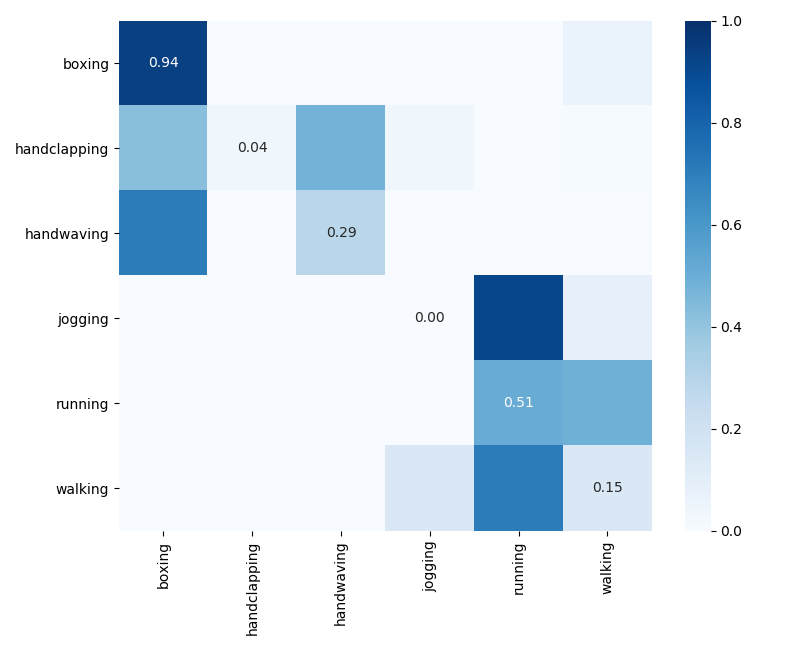 boxing
0.94
handclapping
0.04
handwaving
0.29
jogging
0.00
running
0.51
walking
0.15
boxing
handclapping
handwaving
jogging
running
walking
1.0
0.8
0.6
0.4
0.2
0.0